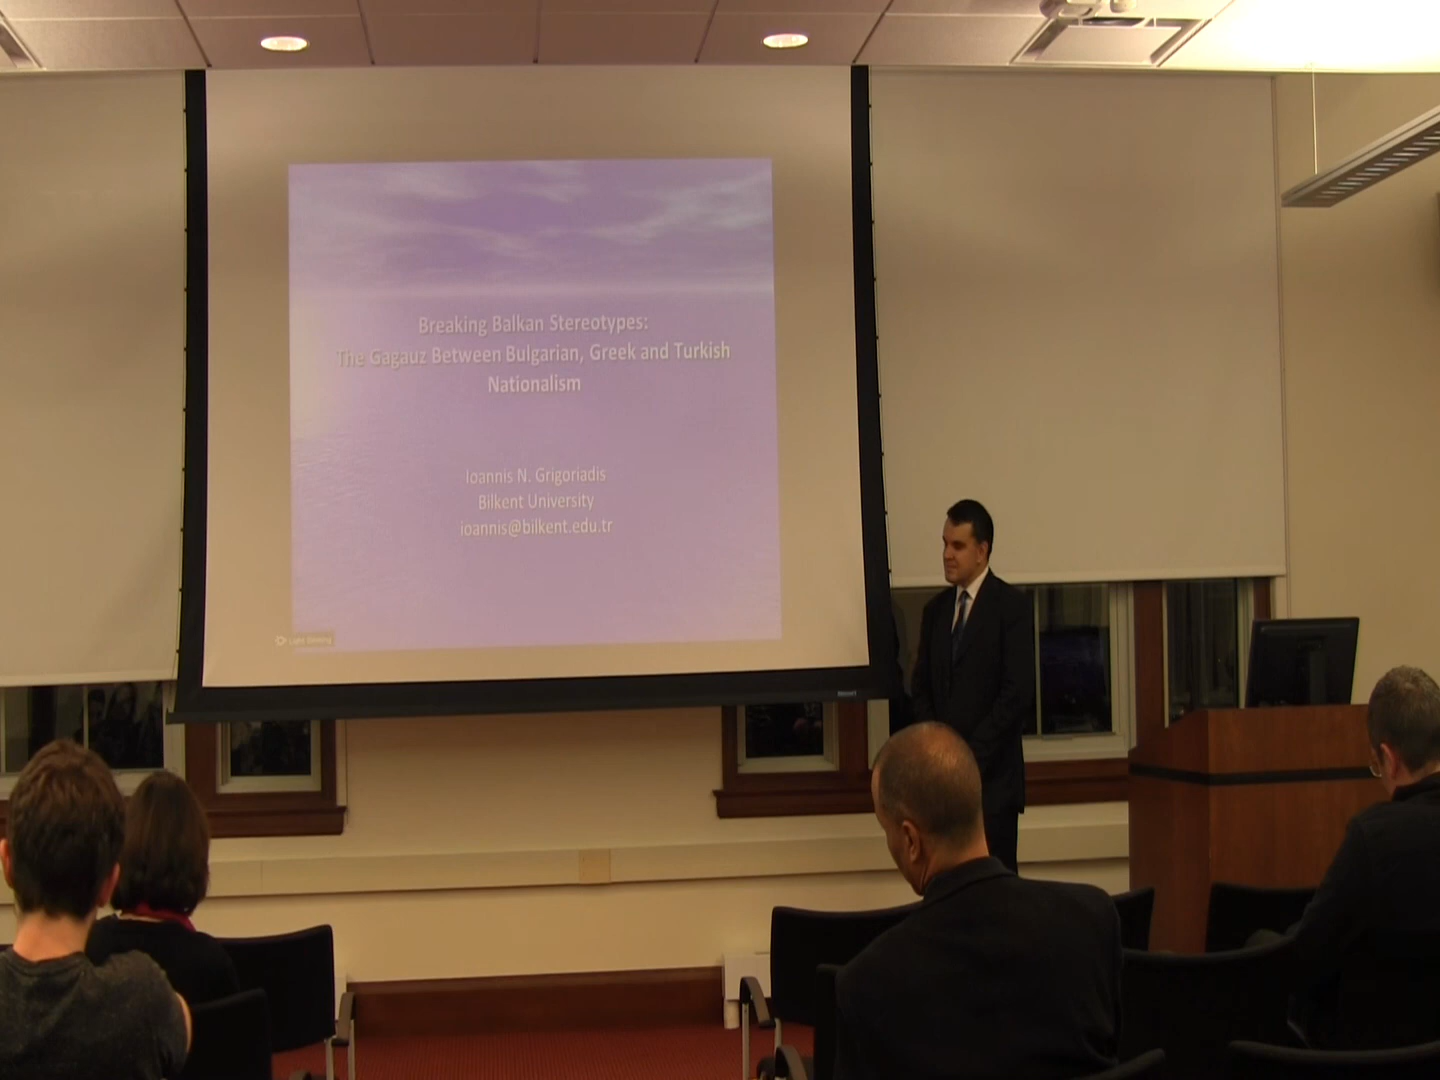 Breaking Balkan Stereotypes:
The Gagauz Between Bulgarian, Greek and Turkish
Nationalism
Ioannis N. Grigoriadis
Bilkent University
ioannis@bilkent.edu.tr